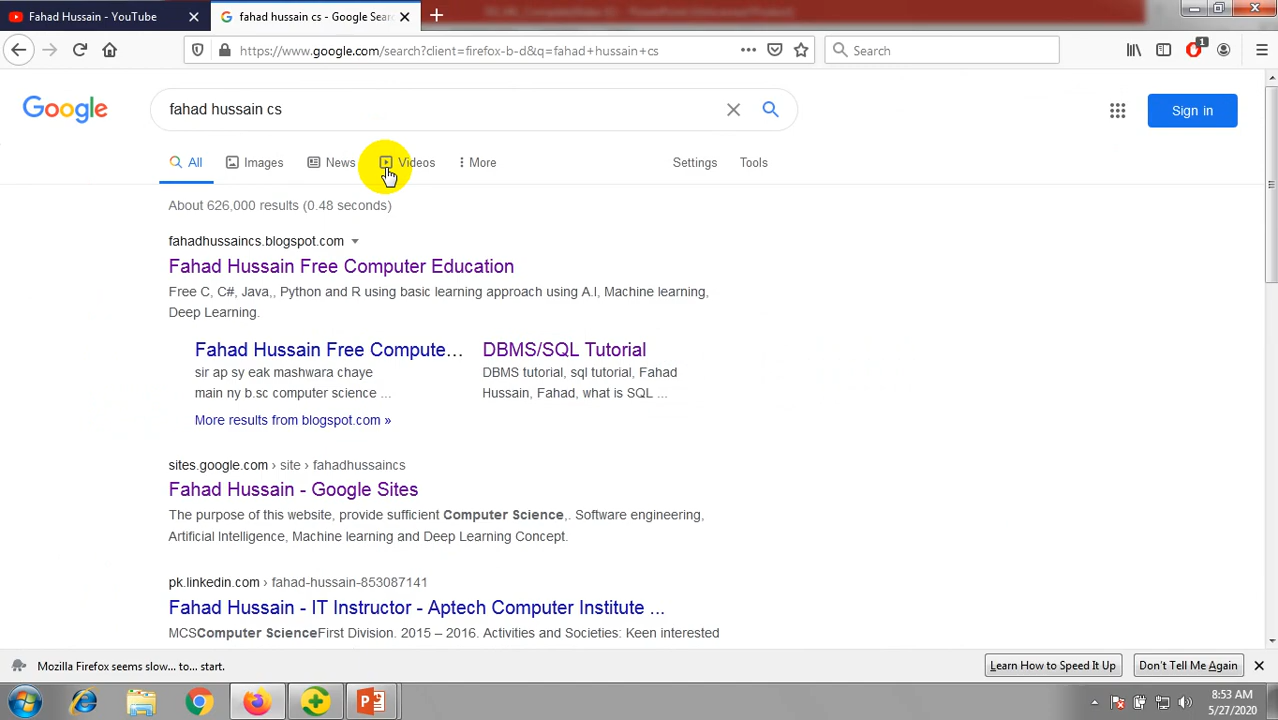 Fahad Hussain - YouTube
fahad hussain cs - Google Sear
https://www.google.com/search?client=firefox-b-d&q=fahad+hussain+cs
Search
1
Google
fahad hussain cs
Sign in
All Images News Videos More Settings Tools
About 626,000 results (0.48 seconds)
fahadhussaincs.blogspot.com
Fahad Hussain Free Computer Education
Free C, C#, Java,, Python and R using basic learning approach using A.I, Machine learning,
Deep Learning.
Fahad Hussain Free Compute...
sir ap sy eak mashwara chaye
main ny b.sc computer science ...
DBMS/SQL Tutorial
DBMS tutorial, sql tutorial, Fahad
Hussain, Fahad, what is SQL ...
More results from blogspot.com »
sites.google.com › site › fahadhussaincs
Fahad Hussain - Google Sites
The purpose of this website, provide sufficient Computer Science,. Software engineering,
Artificial Intelligence, Machine learning and Deep Learning Concept.
pk.linkedin.com › fahad-hussain-853087141
Fahad Hussain - IT Instructor - Aptech Computer Institute ...
MCSComputer ScienceFirst Division. 2015 – 2016. Activities and Societies: Keen interested
Mozilla Firefox seems slow... to... start.
Learn How to Speed It Up
Don't Tell Me Again
8:53 AM
5/27/2020